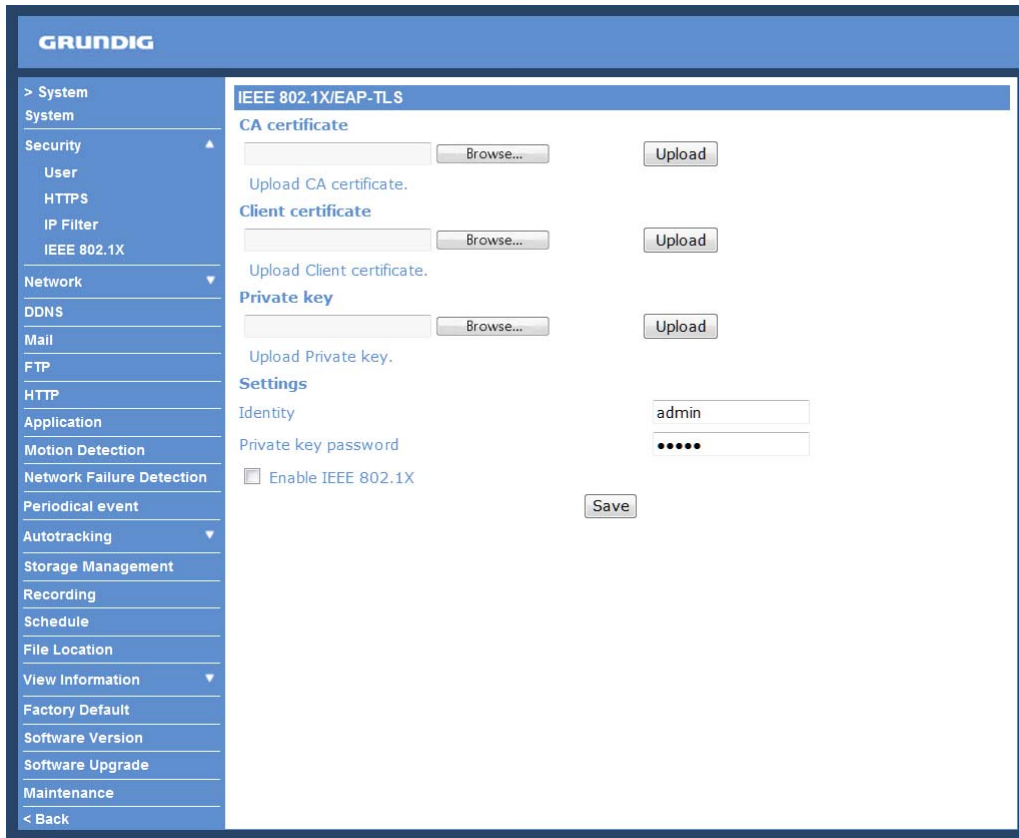 GRUNDIG
> System
System
Security
User
HTTPS
IP Filter
IEEE 802.1X
Network
DDNS
Mail
FTP
HTTP
Application
Motion Detection
Network Failure Detection
Periodical event
Autotracking
Storage Management
Recording
Schedule
File Location
View Information
Factory Default
Software Version
Software Upgrade
Maintenance
< Back
IEEE 802.1X/EAP-TLS
CA certificate
Browse... Upload
Upload CA certificate.
Client certificate
Browse... Upload
Upload Client certificate.
Private key
Browse... Upload
Upload Private key.
Settings
Identity admin
Private key password •••••
Enable IEEE 802.1X
Save